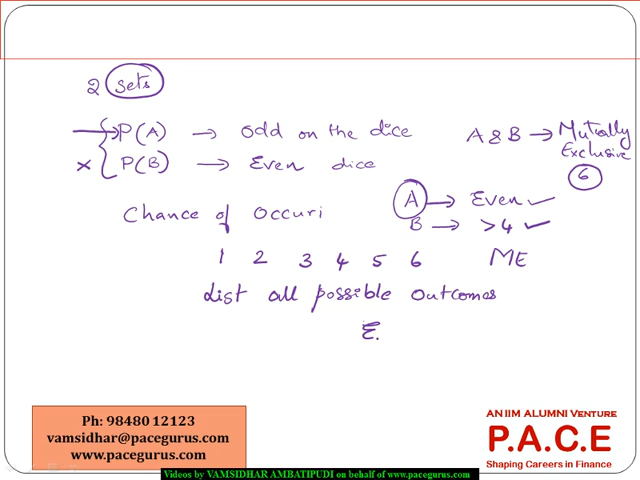 2 Sets
P(A) → Odd on the dice
P(B) → Even dice
A & B → Mutually
Exclusive
6
A → Even ✓
B → >4 ✓
Chance of Occuri
1 2 3 4 5 6 ME
List all possible Outcomes
E.
Ph: 98480 12123
vamsidhar@pacegurus.com
www.pacegurus.com
AN IIM ALUMNI VENTURE
P.A.C.E
Shaping Careers in Finance
Videos by VAMSIDHAR AMBATIPUDI on behalf of www.pacegurus.com